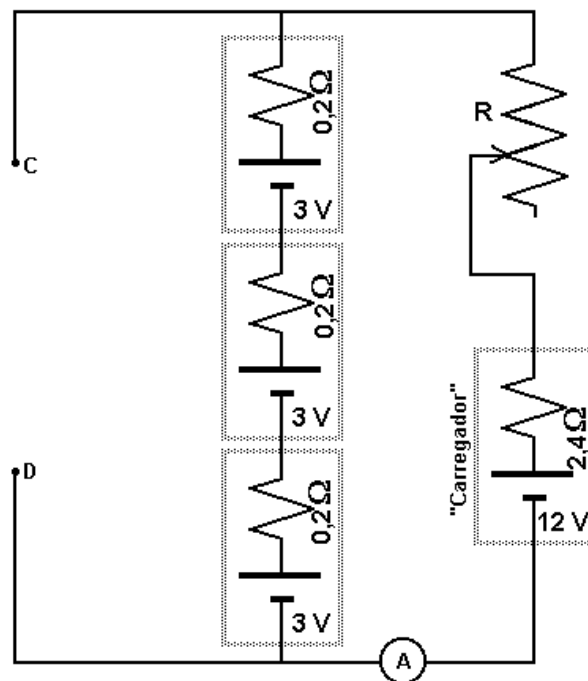 0,2Ω
R
C
3 V
0,2Ω
"Carregador"
3 V
2,4Ω
D
0,2Ω
12 V
3 V
A